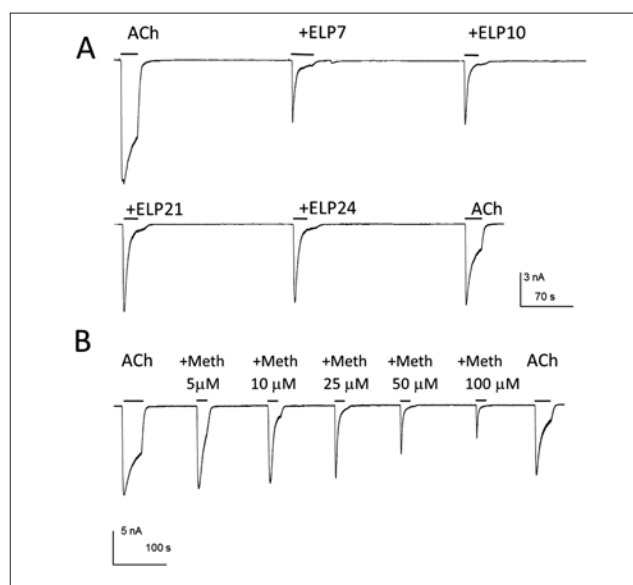 A
ACh +ELP7 +ELP10
+ELP21 +ELP24 ACh
3 nA
70 s
B
ACh +Meth +Meth +Meth +Meth +Meth ACh
5μM 10 μM 25 μM 50 μM 100 μM
5 nA
100 s